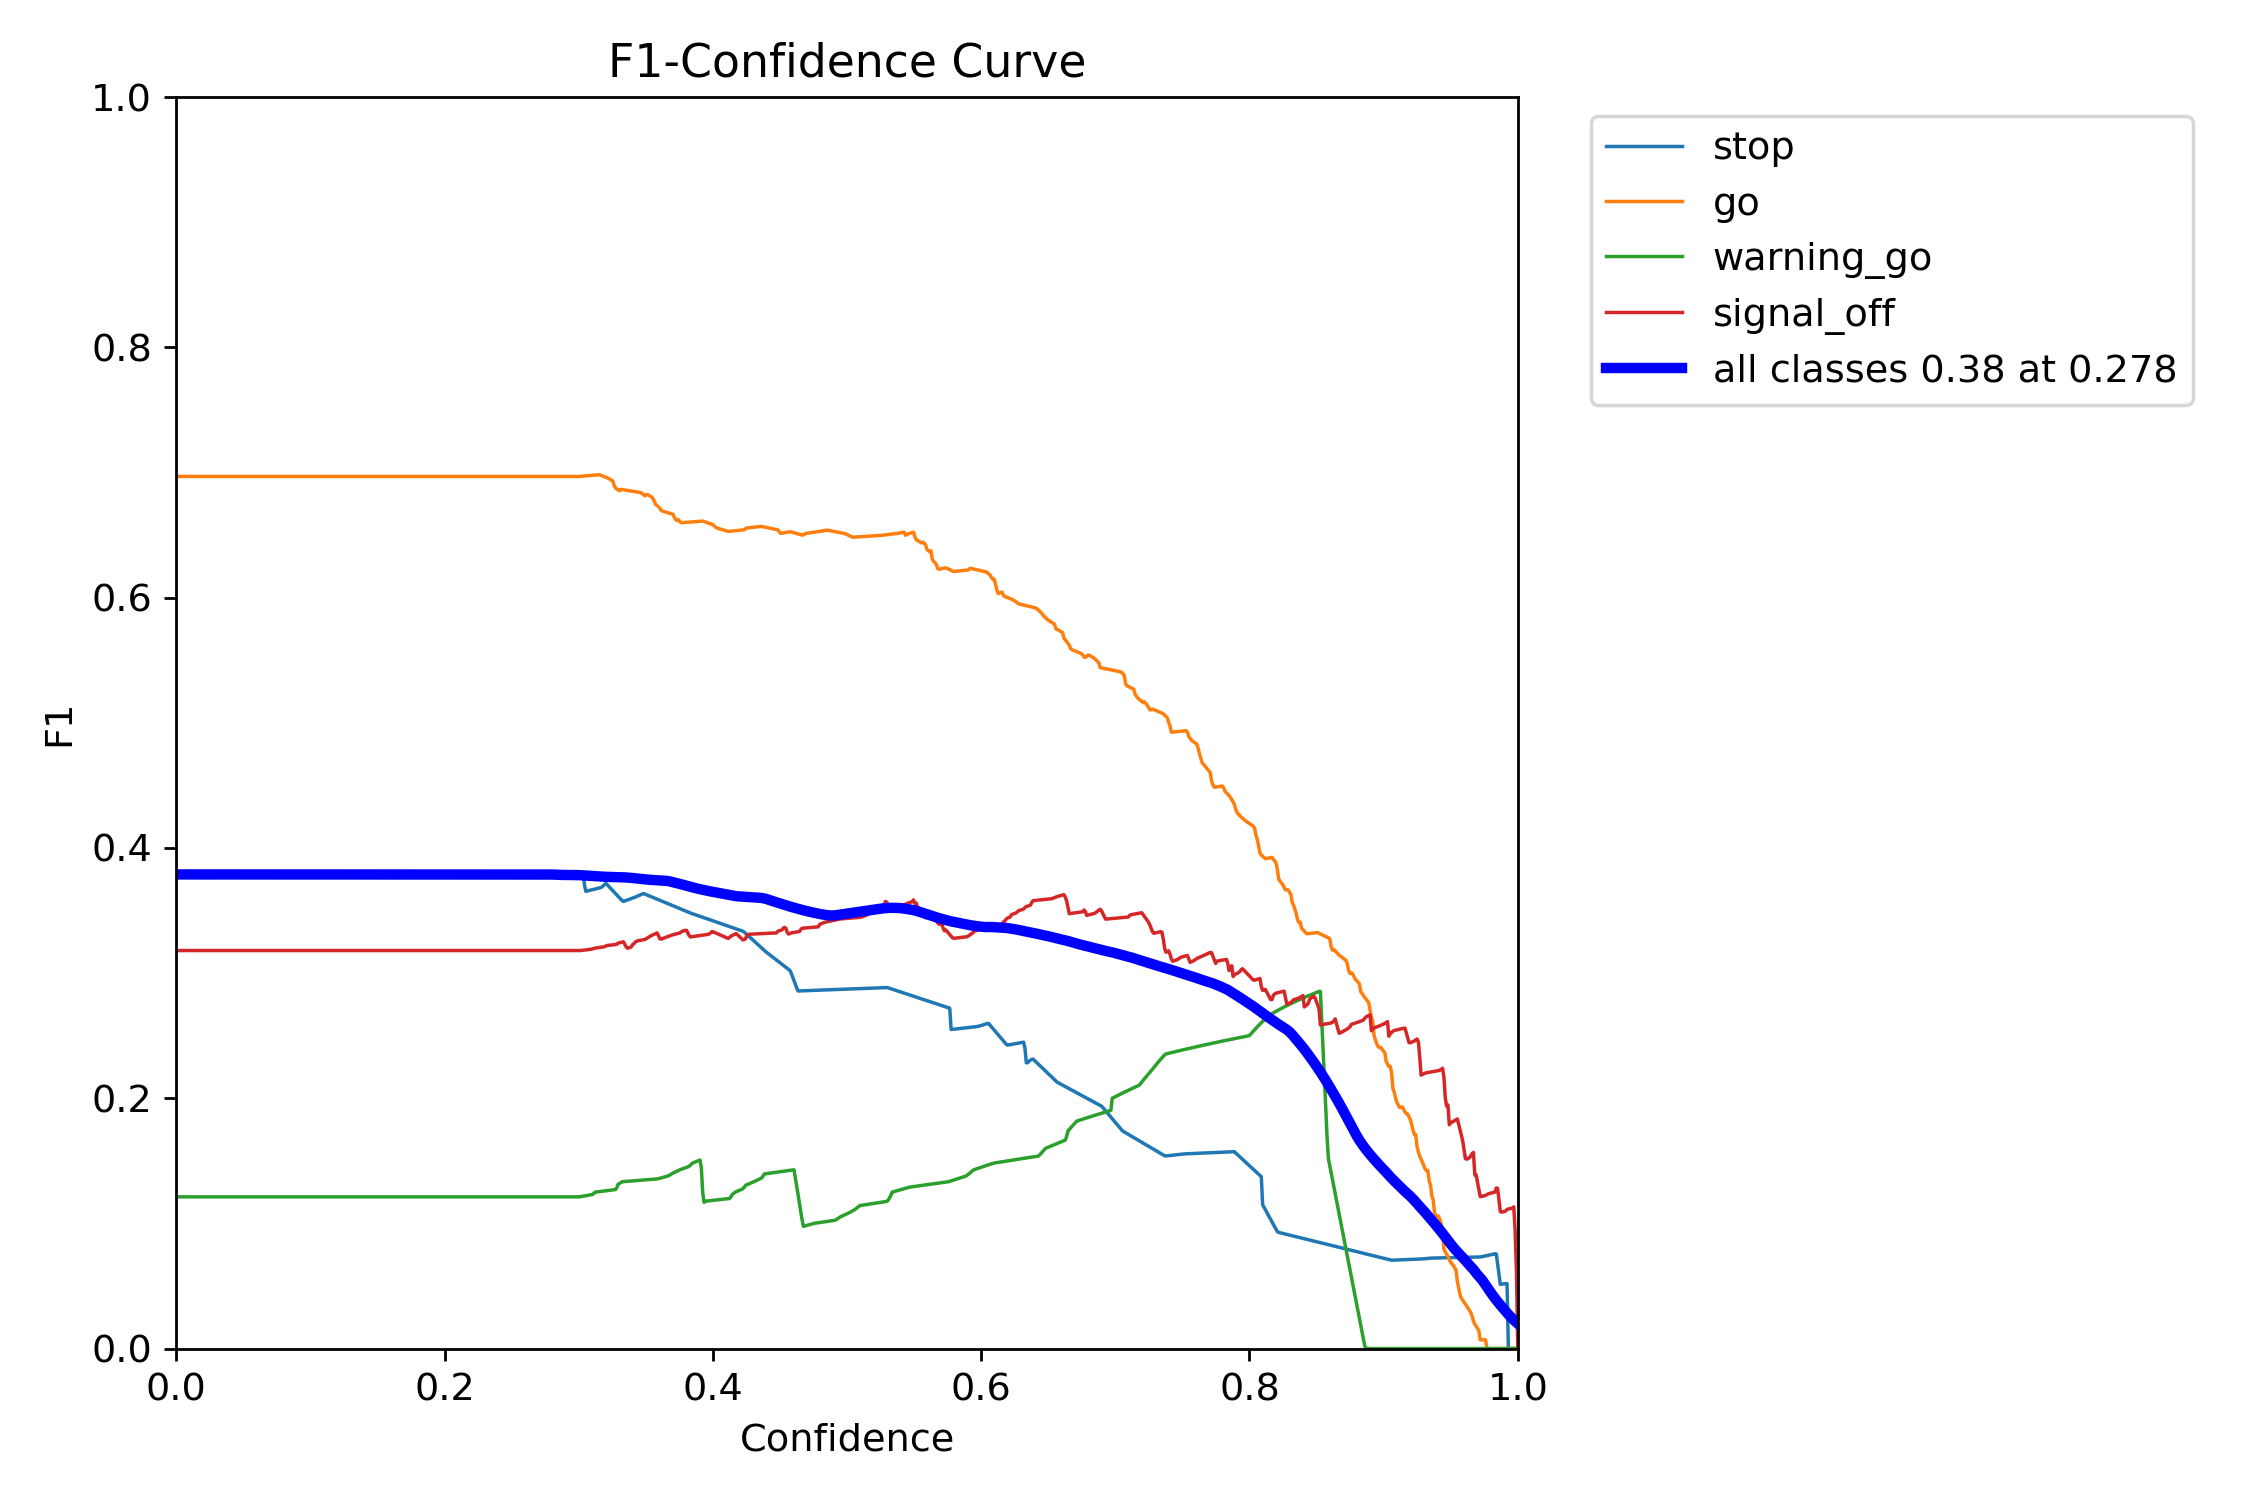 F1-Confidence Curve
1.0
0.8
0.6
0.4
0.2
0.0
F1
0.0 0.2 0.4 0.6 0.8 1.0
Confidence
stop
go
warning_go
signal_off
all classes 0.38 at 0.278